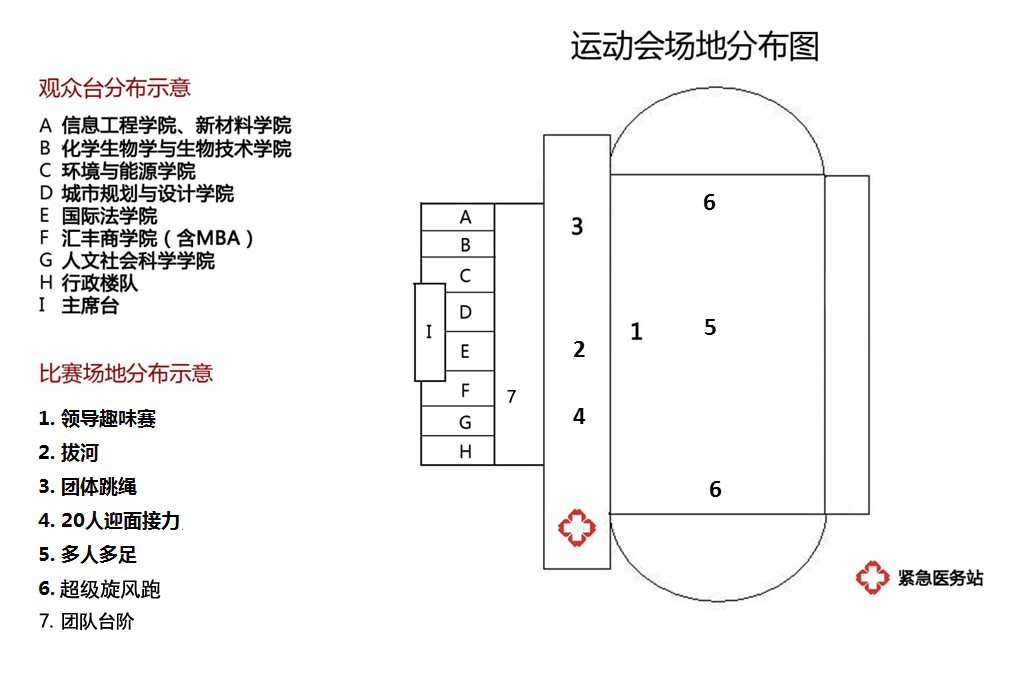 运动会场地分布图
观众台分布示意
A 信息工程学院、新材料学院
B 化学生物学与生物技术学院
C 环境与能源学院
D 城市规划与设计学院
E 国际法学院
F 汇丰商学院（含MBA）
G 人文社会科学学院
H 行政楼队
I 主席台
比赛场地分布示意
1. 领导趣味赛
2. 拔河
3. 团体跳绳
4. 20人迎面接力
5. 多人多足
6. 超级旋风跑
7. 团队台阶
A
B
C
D
E
F
G
H
I
7
3
2
4
6
1
5
6
紧急医务站